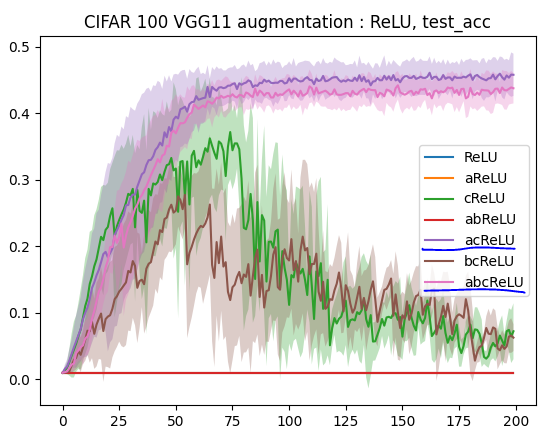 CIFAR 100 VGG11 augmentation : ReLU, test_acc
0.5
0.4
0.3
0.2
0.1
0.0
ReLU
aReLU
cReLU
abReLU
acReLU
bcReLU
abcReLU
0 25 50 75 100 125 150 175 200